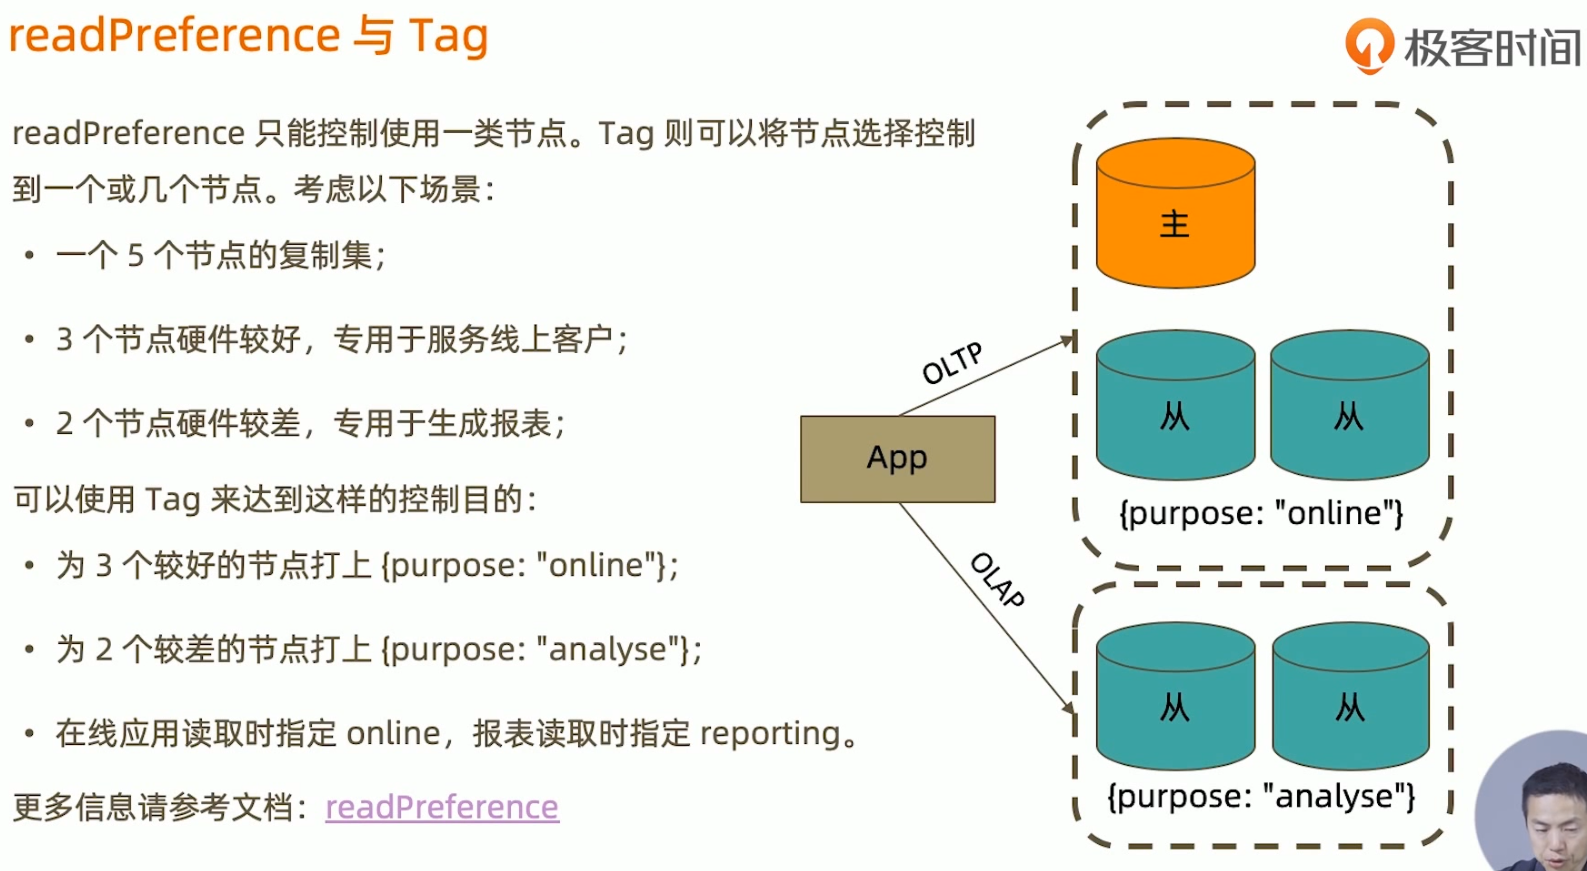 readPreference 与 Tag
极客时间
readPreference 只能控制使用一类节点。Tag 则可以将节点选择控制
到一个或几个节点。考虑以下场景：
• 一个 5 个节点的复制集；
• 3 个节点硬件较好，专用于服务线上客户；
• 2 个节点硬件较差，专用于生成报表；
可以使用 Tag 来达到这样的控制目的：
• 为 3 个较好的节点打上 {purpose: "online"}；
• 为 2 个较差的节点打上 {purpose: "analyse"}；
• 在线应用读取时指定 online，报表读取时指定 reporting。
更多信息请参考文档：readPreference
App
OLTP
OLAP
主
从
从
{purpose: "online"}
从
从
{purpose: "analyse"}